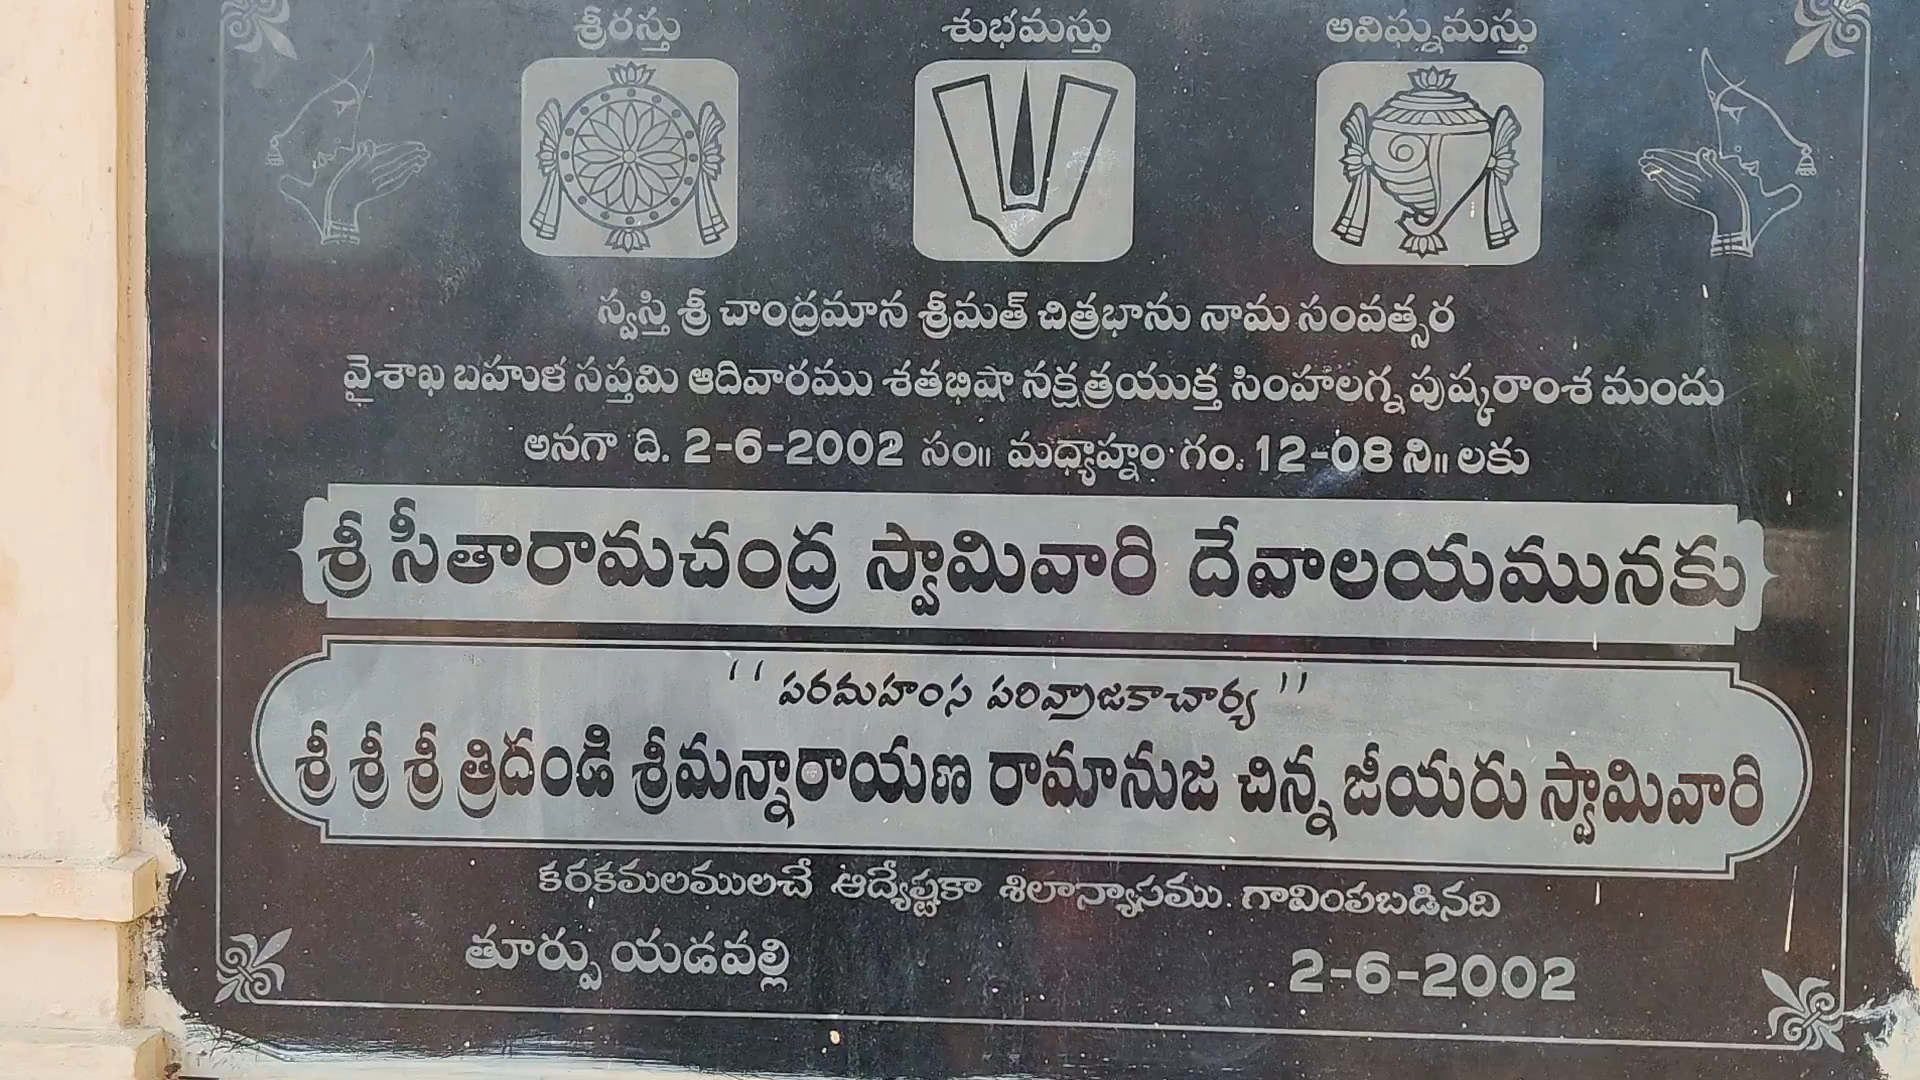 శ్రీరస్తు శుభమస్తు అవిఘ్నమస్తు
స్వస్తి శ్రీ చాంద్రమాన శ్రీమత్ చిత్రభాను నామ సంవత్సర
వైశాఖ బహుళ సప్తమి ఆదివారము శతభిషా నక్షత్రయుక్త సింహలగ్న పుష్కరాంశ మందు
అనగా ది. 2-6-2002 సం॥ మధ్యాహ్నం గం. 12-08 ని॥ లకు
శ్రీ సీతారామచంద్ర స్వామివారి దేవాలయమునకు
"పరమహంస పరివ్రాజకాచార్య"
శ్రీ శ్రీ శ్రీ త్రిదండి శ్రీమన్నారాయణ రామానుజ చిన్న జీయరు స్వామివారి
కరకమలములచే ఆద్యేష్టకా శిలాన్యాసము. గావింపబడినది
తూర్పు యడవల్లి 2-6-2002